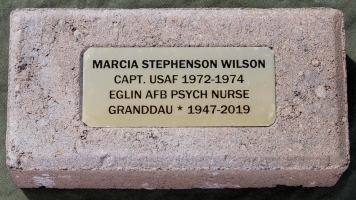 MARCIA STEPHENSON WILSON
CAPT. USAF 1972-1974
EGLIN AFB PSYCH NURSE
GRANDDAU * 1947-2019